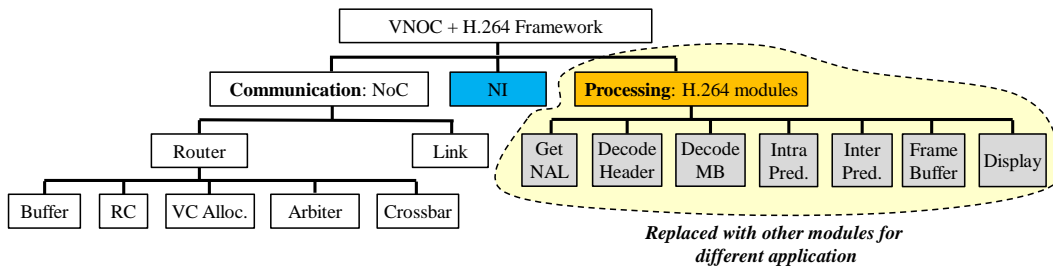 VNOC + H.264 Framework
Communication: NoC
NI
Processing: H.264 modules
Router
Link
Get
NAL
Decode
Header
Decode
MB
Intra
Pred.
Inter
Pred.
Frame
Buffer
Display
Buffer
RC
VC Alloc.
Arbiter
Crossbar
Replaced with other modules for
different application